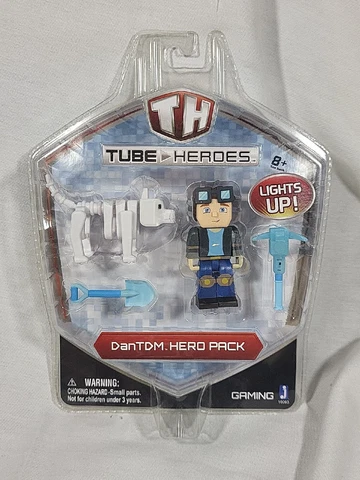 TH
TUBE HEROES™
8+
LIGHTS
UP!
DanTDM. HERO PACK
WARNING:
CHOKING HAZARD-Small parts.
Not for children under 3 years.
GAMING